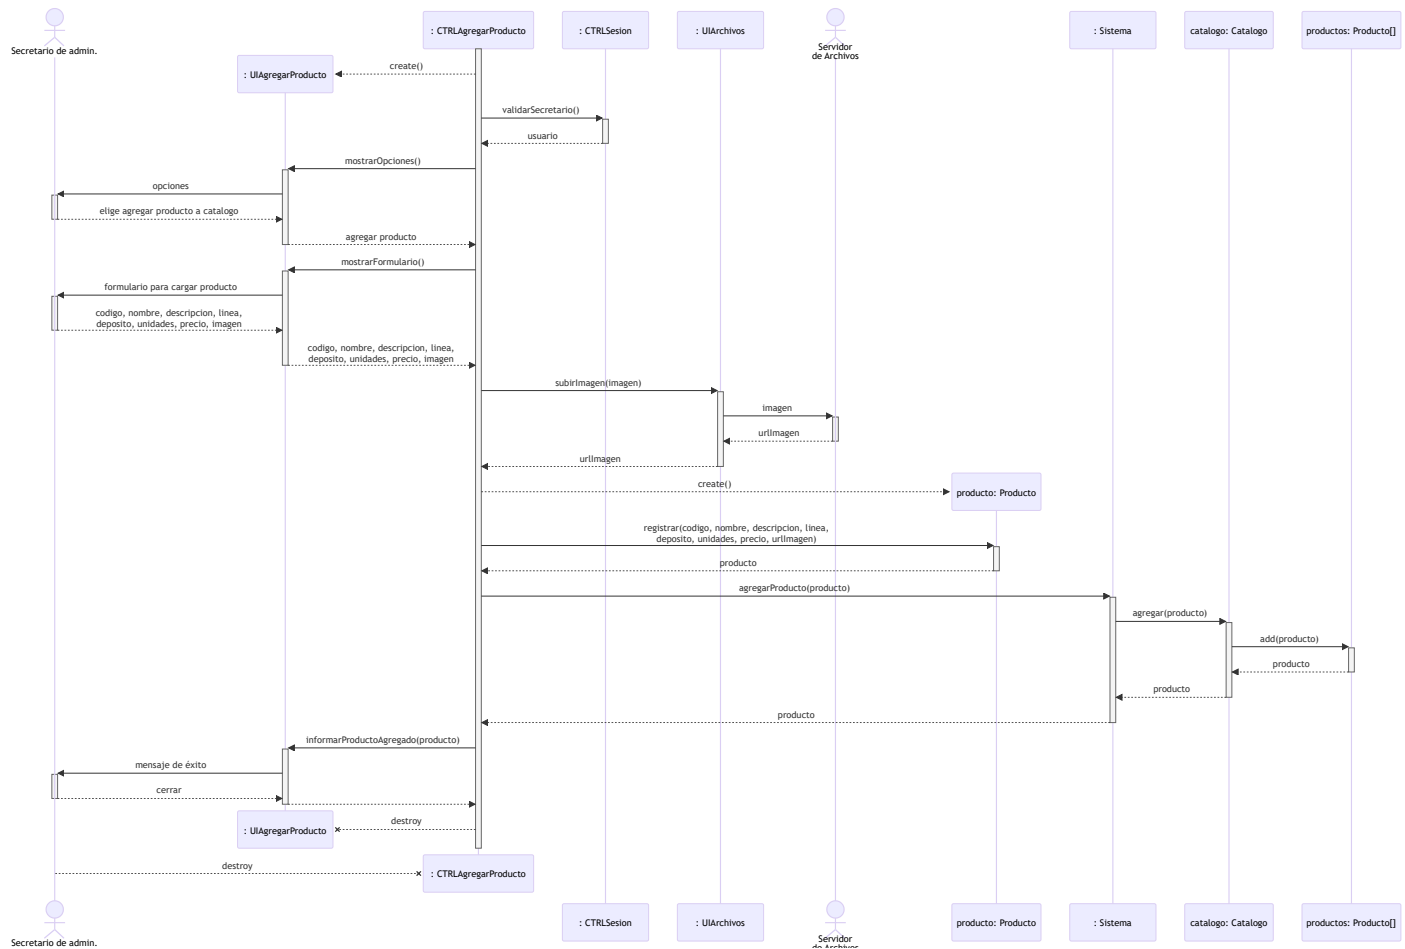 Secretario de admin.
: CTRLAgregarProducto
: CTRLSesion
: UIArchivos
Servidor
de Archivos
: Sistema
catalogo: Catalogo
productos: Producto[]
create()
: UIAgregarProducto
validarSecretario()
usuario
mostrarOpciones()
opciones
elige agregar producto a catalogo
agregar producto
mostrarFormulario()
formulario para cargar producto
codigo, nombre, descripcion, linea,
deposito, unidades, precio, imagen
codigo, nombre, descripcion, linea,
deposito, unidades, precio, imagen
subirImagen(imagen)
imagen
urlImagen
urlImagen
create()
producto: Producto
registrar(codigo, nombre, descripcion, linea,
deposito, unidades, precio, urlImagen)
producto
agregarProducto(producto)
agregar(producto)
add(producto)
producto
producto
producto
informarProductoAgregado(producto)
mensaje de éxito
cerrar
: UIAgregarProducto
destroy
destroy
: CTRLAgregarProducto
Secretario de admin.
: CTRLSesion
: UIArchivos
Servidor
de Archivos
producto: Producto
: Sistema
catalogo: Catalogo
productos: Producto[]